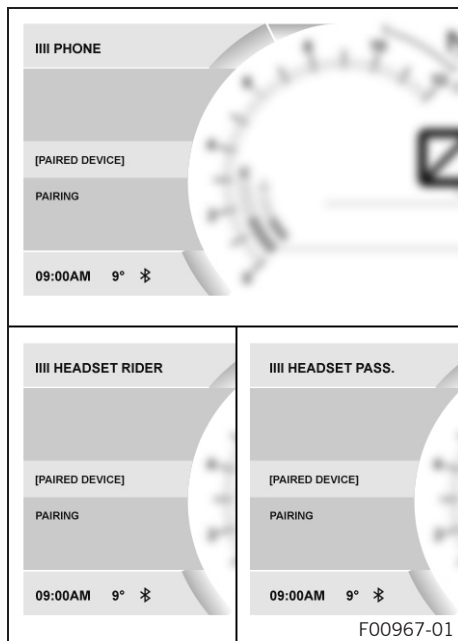 IIII PHONE
[PAIRED DEVICE]
PAIRING
09:00AM 9°
IIII HEADSET RIDER
[PAIRED DEVICE]
PAIRING
09:00AM 9°
IIII HEADSET PASS.
[PAIRED DEVICE]
PAIRING
09:00AM 9°
F00967-01